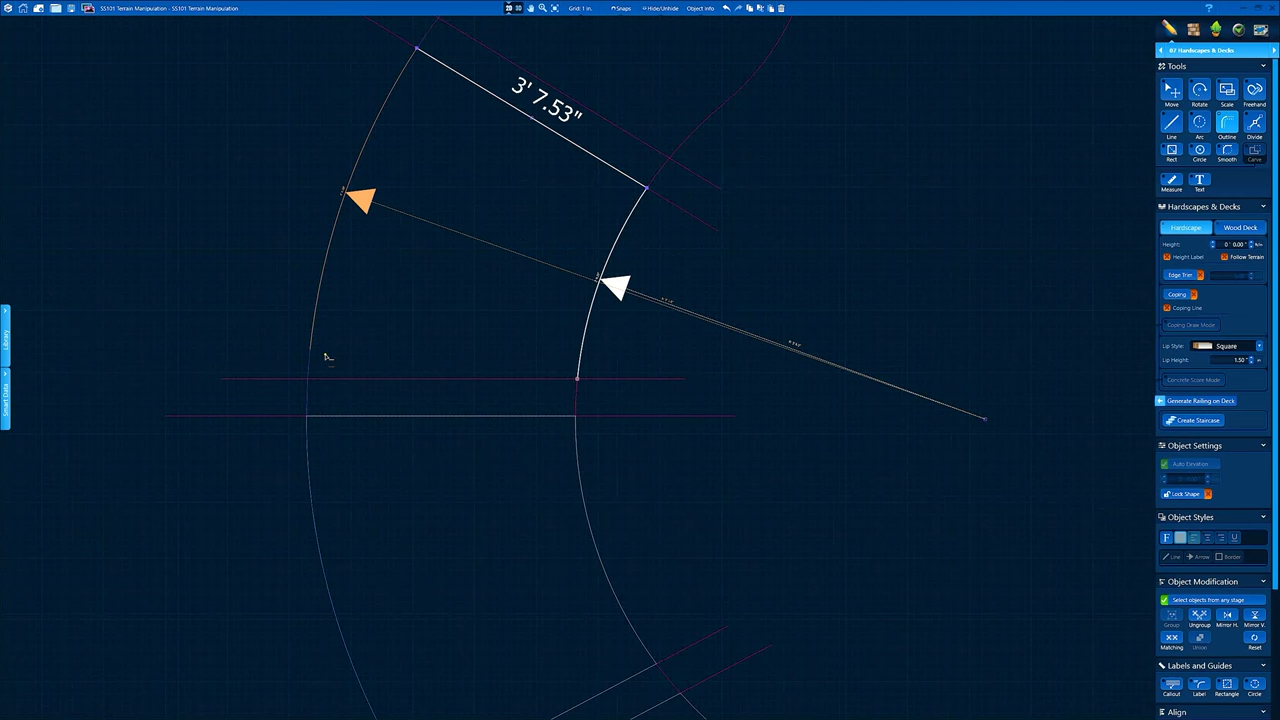 SS101 Terrain Manipulation - SS101 Terrain Manipulation
2D 3D
Grid: 1 in.
Snaps
Hide/Unhide
Object Info
?
07 Hardscapes & Decks
Tools
Move Rotate Scale Freehand
Line Arc Outline Divide
Rect Circle Smooth Carve
Measure Text
Hardscapes & Decks
Hardscape Wood Deck
Height: 0' 0.00"
Height Label Follow Terrain
Edge Trim
Coping
Coping Line
Coping Draw Mode
Lip Style: Square
Lip Height: 1.50" in
Concrete Score Mode
Generate Railing on Deck
Create Staircase
Object Settings
Auto Elevation
Lock Shape
Object Styles
F
U
Line Arrow Border
Object Modification
Select objects from any stage
Group Ungroup Mirror H. Mirror V.
Matching Union Reset
Labels and Guides
Callout Label Rectangle Circle
Align
Library
Smart Data
3' 7.53"